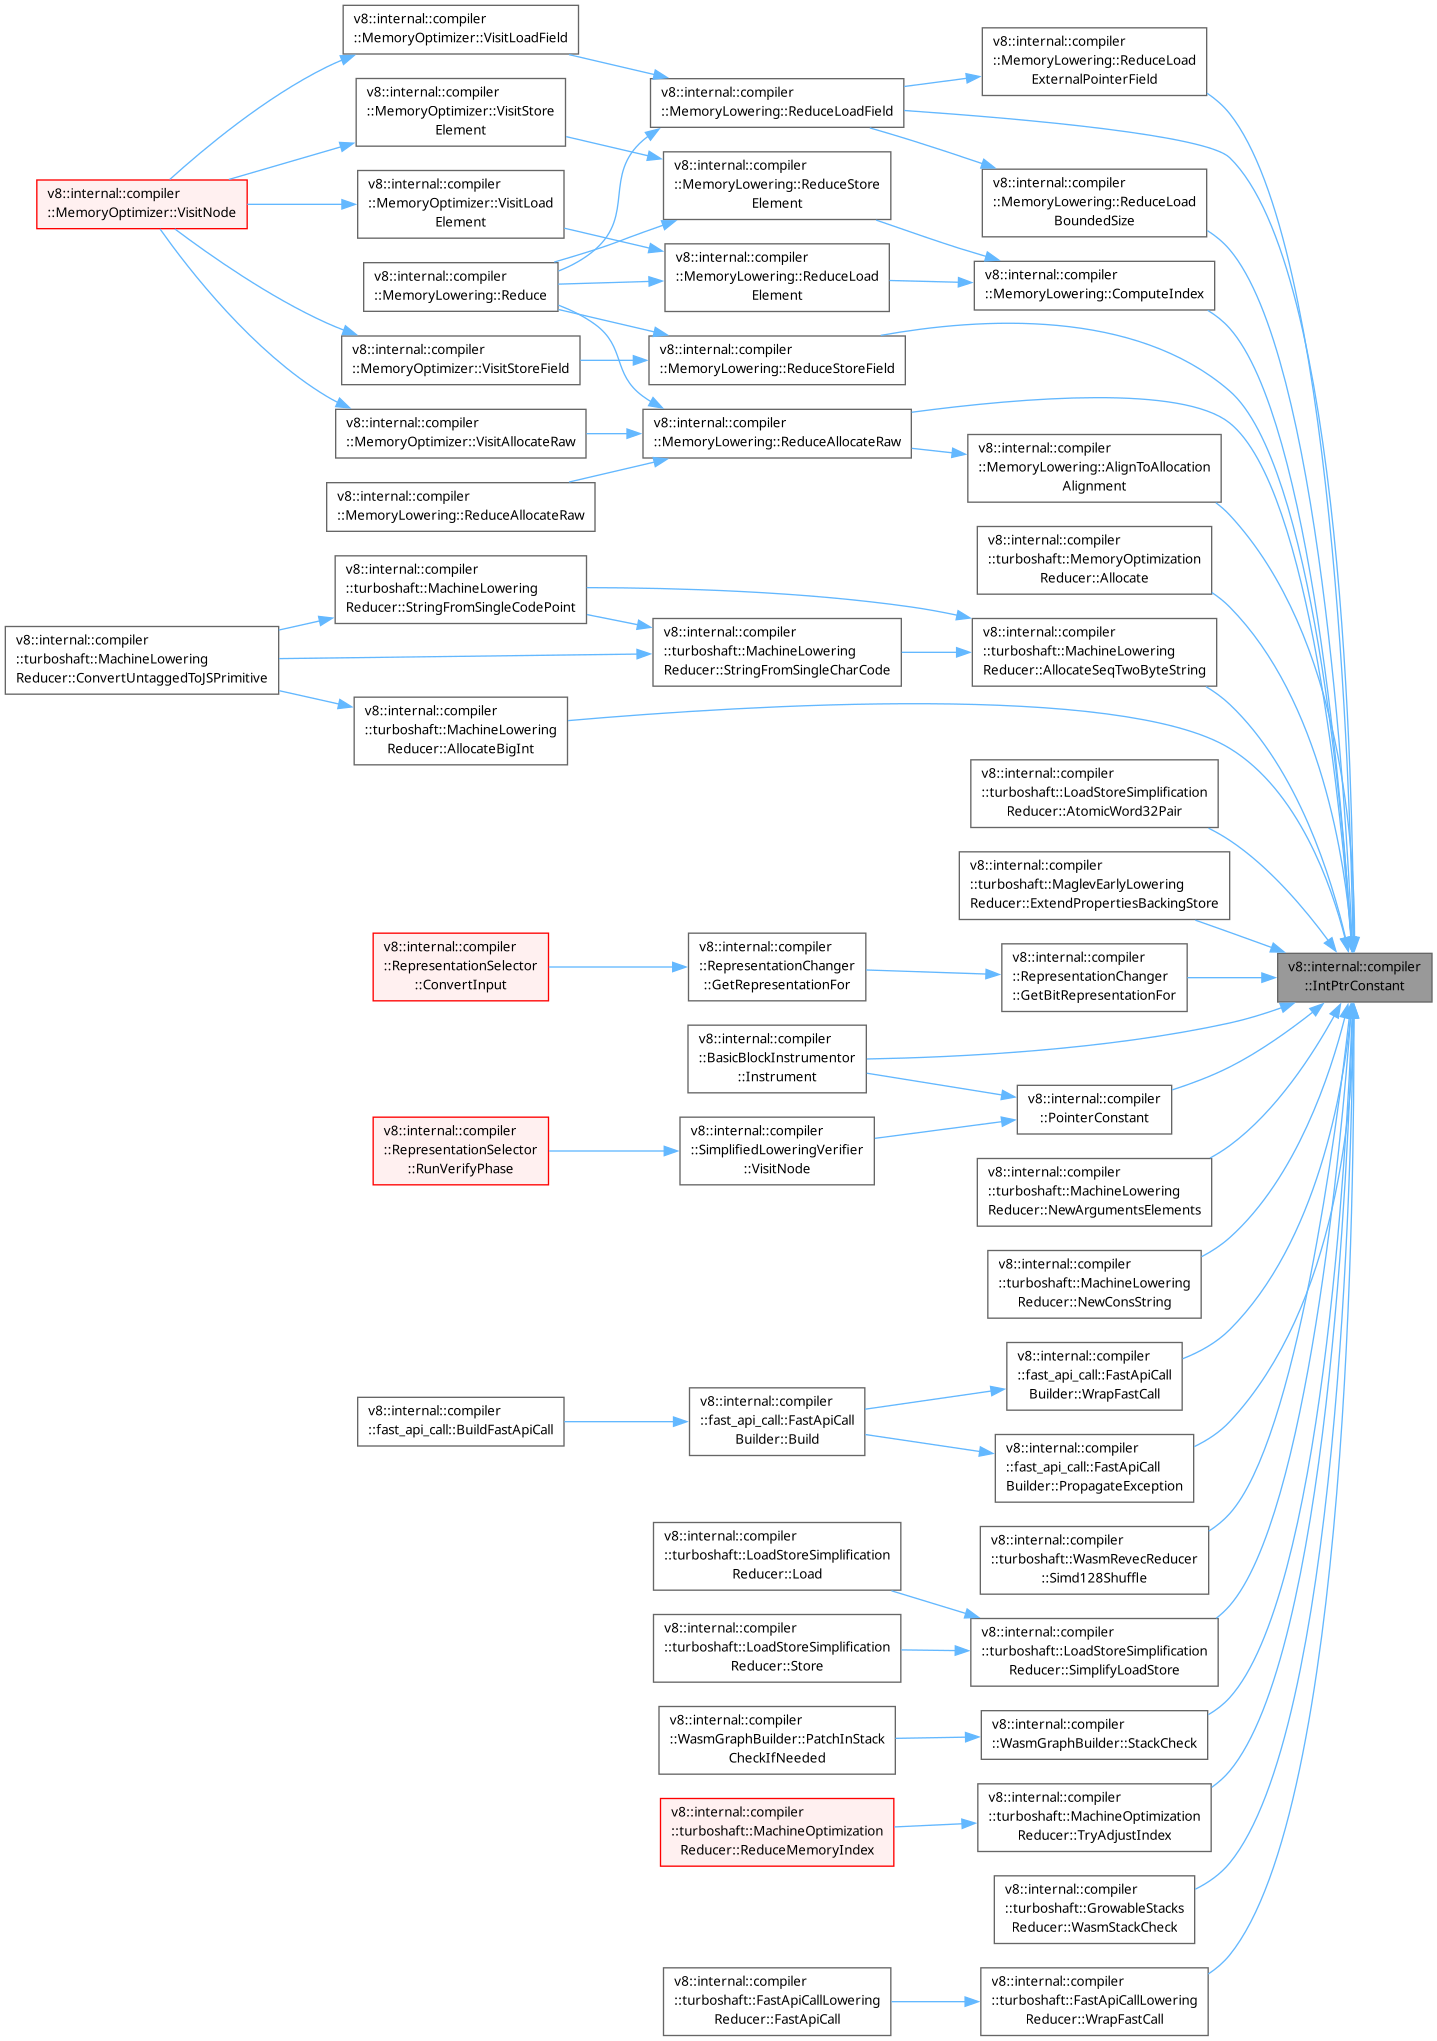 v8::internal::compiler
::MemoryOptimizer::VisitLoadField
v8::internal::compiler
::MemoryLowering::ReduceLoad
ExternalPointerField
v8::internal::compiler
::MemoryOptimizer::VisitStore
Element
v8::internal::compiler
::MemoryLowering::ReduceLoadField
v8::internal::compiler
::MemoryLowering::ReduceStore
Element
v8::internal::compiler
::MemoryOptimizer::VisitNode
v8::internal::compiler
::MemoryOptimizer::VisitLoad
Element
v8::internal::compiler
::MemoryLowering::ReduceLoad
BoundedSize
v8::internal::compiler
::MemoryLowering::Reduce
v8::internal::compiler
::MemoryLowering::ReduceLoad
Element
v8::internal::compiler
::MemoryLowering::ComputeIndex
v8::internal::compiler
::MemoryOptimizer::VisitStoreField
v8::internal::compiler
::MemoryLowering::ReduceStoreField
v8::internal::compiler
::MemoryOptimizer::VisitAllocateRaw
v8::internal::compiler
::MemoryLowering::ReduceAllocateRaw
v8::internal::compiler
::MemoryLowering::AlignToAllocation
Alignment
v8::internal::compiler
::MemoryLowering::ReduceAllocateRaw
v8::internal::compiler
::turboshaft::MemoryOptimization
Reducer::Allocate
v8::internal::compiler
::turboshaft::MachineLowering
Reducer::StringFromSingleCodePoint
v8::internal::compiler
::turboshaft::MachineLowering
Reducer::ConvertUntaggedToJSPrimitive
v8::internal::compiler
::turboshaft::MachineLowering
Reducer::StringFromSingleCharCode
v8::internal::compiler
::turboshaft::MachineLowering
Reducer::AllocateSeqTwoByteString
v8::internal::compiler
::turboshaft::MachineLowering
Reducer::AllocateBigInt
v8::internal::compiler
::turboshaft::LoadStoreSimplification
Reducer::AtomicWord32Pair
v8::internal::compiler
::turboshaft::MaglevEarlyLowering
Reducer::ExtendPropertiesBackingStore
v8::internal::compiler
::RepresentationSelector
::ConvertInput
v8::internal::compiler
::RepresentationChanger
::GetRepresentationFor
v8::internal::compiler
::RepresentationChanger
::GetBitRepresentationFor
v8::internal::compiler
::IntPtrConstant
v8::internal::compiler
::BasicBlockInstrumentor
::Instrument
v8::internal::compiler
::PointerConstant
v8::internal::compiler
::RepresentationSelector
::RunVerifyPhase
v8::internal::compiler
::SimplifiedLoweringVerifier
::VisitNode
v8::internal::compiler
::turboshaft::MachineLowering
Reducer::NewArgumentsElements
v8::internal::compiler
::turboshaft::MachineLowering
Reducer::NewConsString
v8::internal::compiler
::fast_api_call::FastApiCall
Builder::WrapFastCall
v8::internal::compiler
::fast_api_call::BuildFastApiCall
v8::internal::compiler
::fast_api_call::FastApiCall
Builder::Build
v8::internal::compiler
::fast_api_call::FastApiCall
Builder::PropagateException
v8::internal::compiler
::turboshaft::WasmRevecReducer
::Simd128Shuffle
v8::internal::compiler
::turboshaft::LoadStoreSimplification
Reducer::Load
v8::internal::compiler
::turboshaft::LoadStoreSimplification
Reducer::Store
v8::internal::compiler
::turboshaft::LoadStoreSimplification
Reducer::SimplifyLoadStore
v8::internal::compiler
::WasmGraphBuilder::PatchInStack
CheckIfNeeded
v8::internal::compiler
::WasmGraphBuilder::StackCheck
v8::internal::compiler
::turboshaft::MachineOptimization
Reducer::ReduceMemoryIndex
v8::internal::compiler
::turboshaft::MachineOptimization
Reducer::TryAdjustIndex
v8::internal::compiler
::turboshaft::GrowableStacks
Reducer::WasmStackCheck
v8::internal::compiler
::turboshaft::FastApiCallLowering
Reducer::FastApiCall
v8::internal::compiler
::turboshaft::FastApiCallLowering
Reducer::WrapFastCall